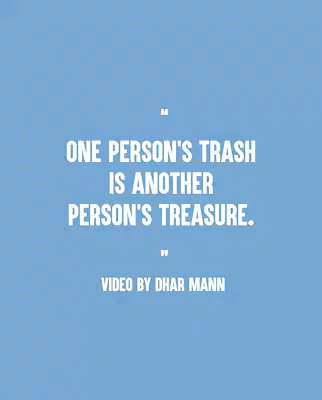 "
ONE PERSON'S TRASH
IS ANOTHER
PERSON'S TREASURE.
"
VIDEO BY DHAR MANN